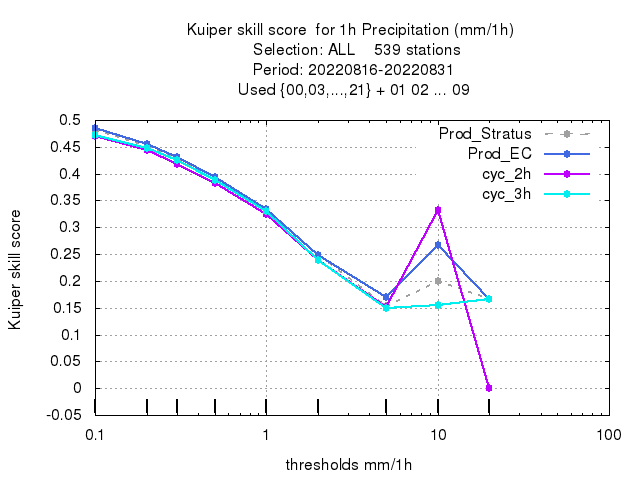 Kuiper skill score  for 1h Precipitation (mm/1h)
Selection: ALL    539 stations
Period: 20220816-20220831
Used {00,03,...,21} + 01 02 ... 09
Prod_Stratus
Prod_EC
cyc_2h
cyc_3h
0.5
0.45
0.4
0.35
0.3
0.25
0.2
0.15
0.1
0.05
0
-0.05
Kuiper skill score
0.1 1 10 100
thresholds mm/1h